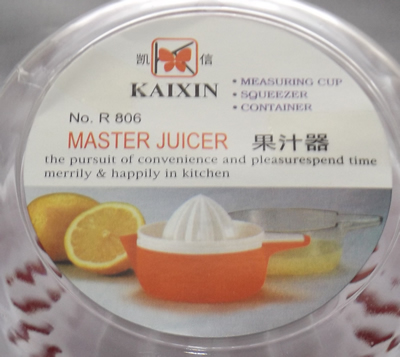 凯 信
KAIXIN
• MEASURING CUP
• SQUEEZER
• CONTAINER
No. R 806
MASTER JUICER 果汁器
the pursuit of convenience and pleasurespend time
merrily & happily in kitchen